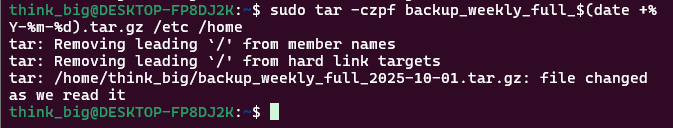 think_big@DESKTOP-FP8DJ2K:~$ sudo tar -czpf backup_weekly_full_$(date +%
Y-%m-%d).tar.gz /etc /home
tar: Removing leading `/' from member names
tar: Removing leading `/' from hard link targets
tar: /home/think_big/backup_weekly_full_2025-10-01.tar.gz: file changed
as we read it
think_big@DESKTOP-FP8DJ2K:~$